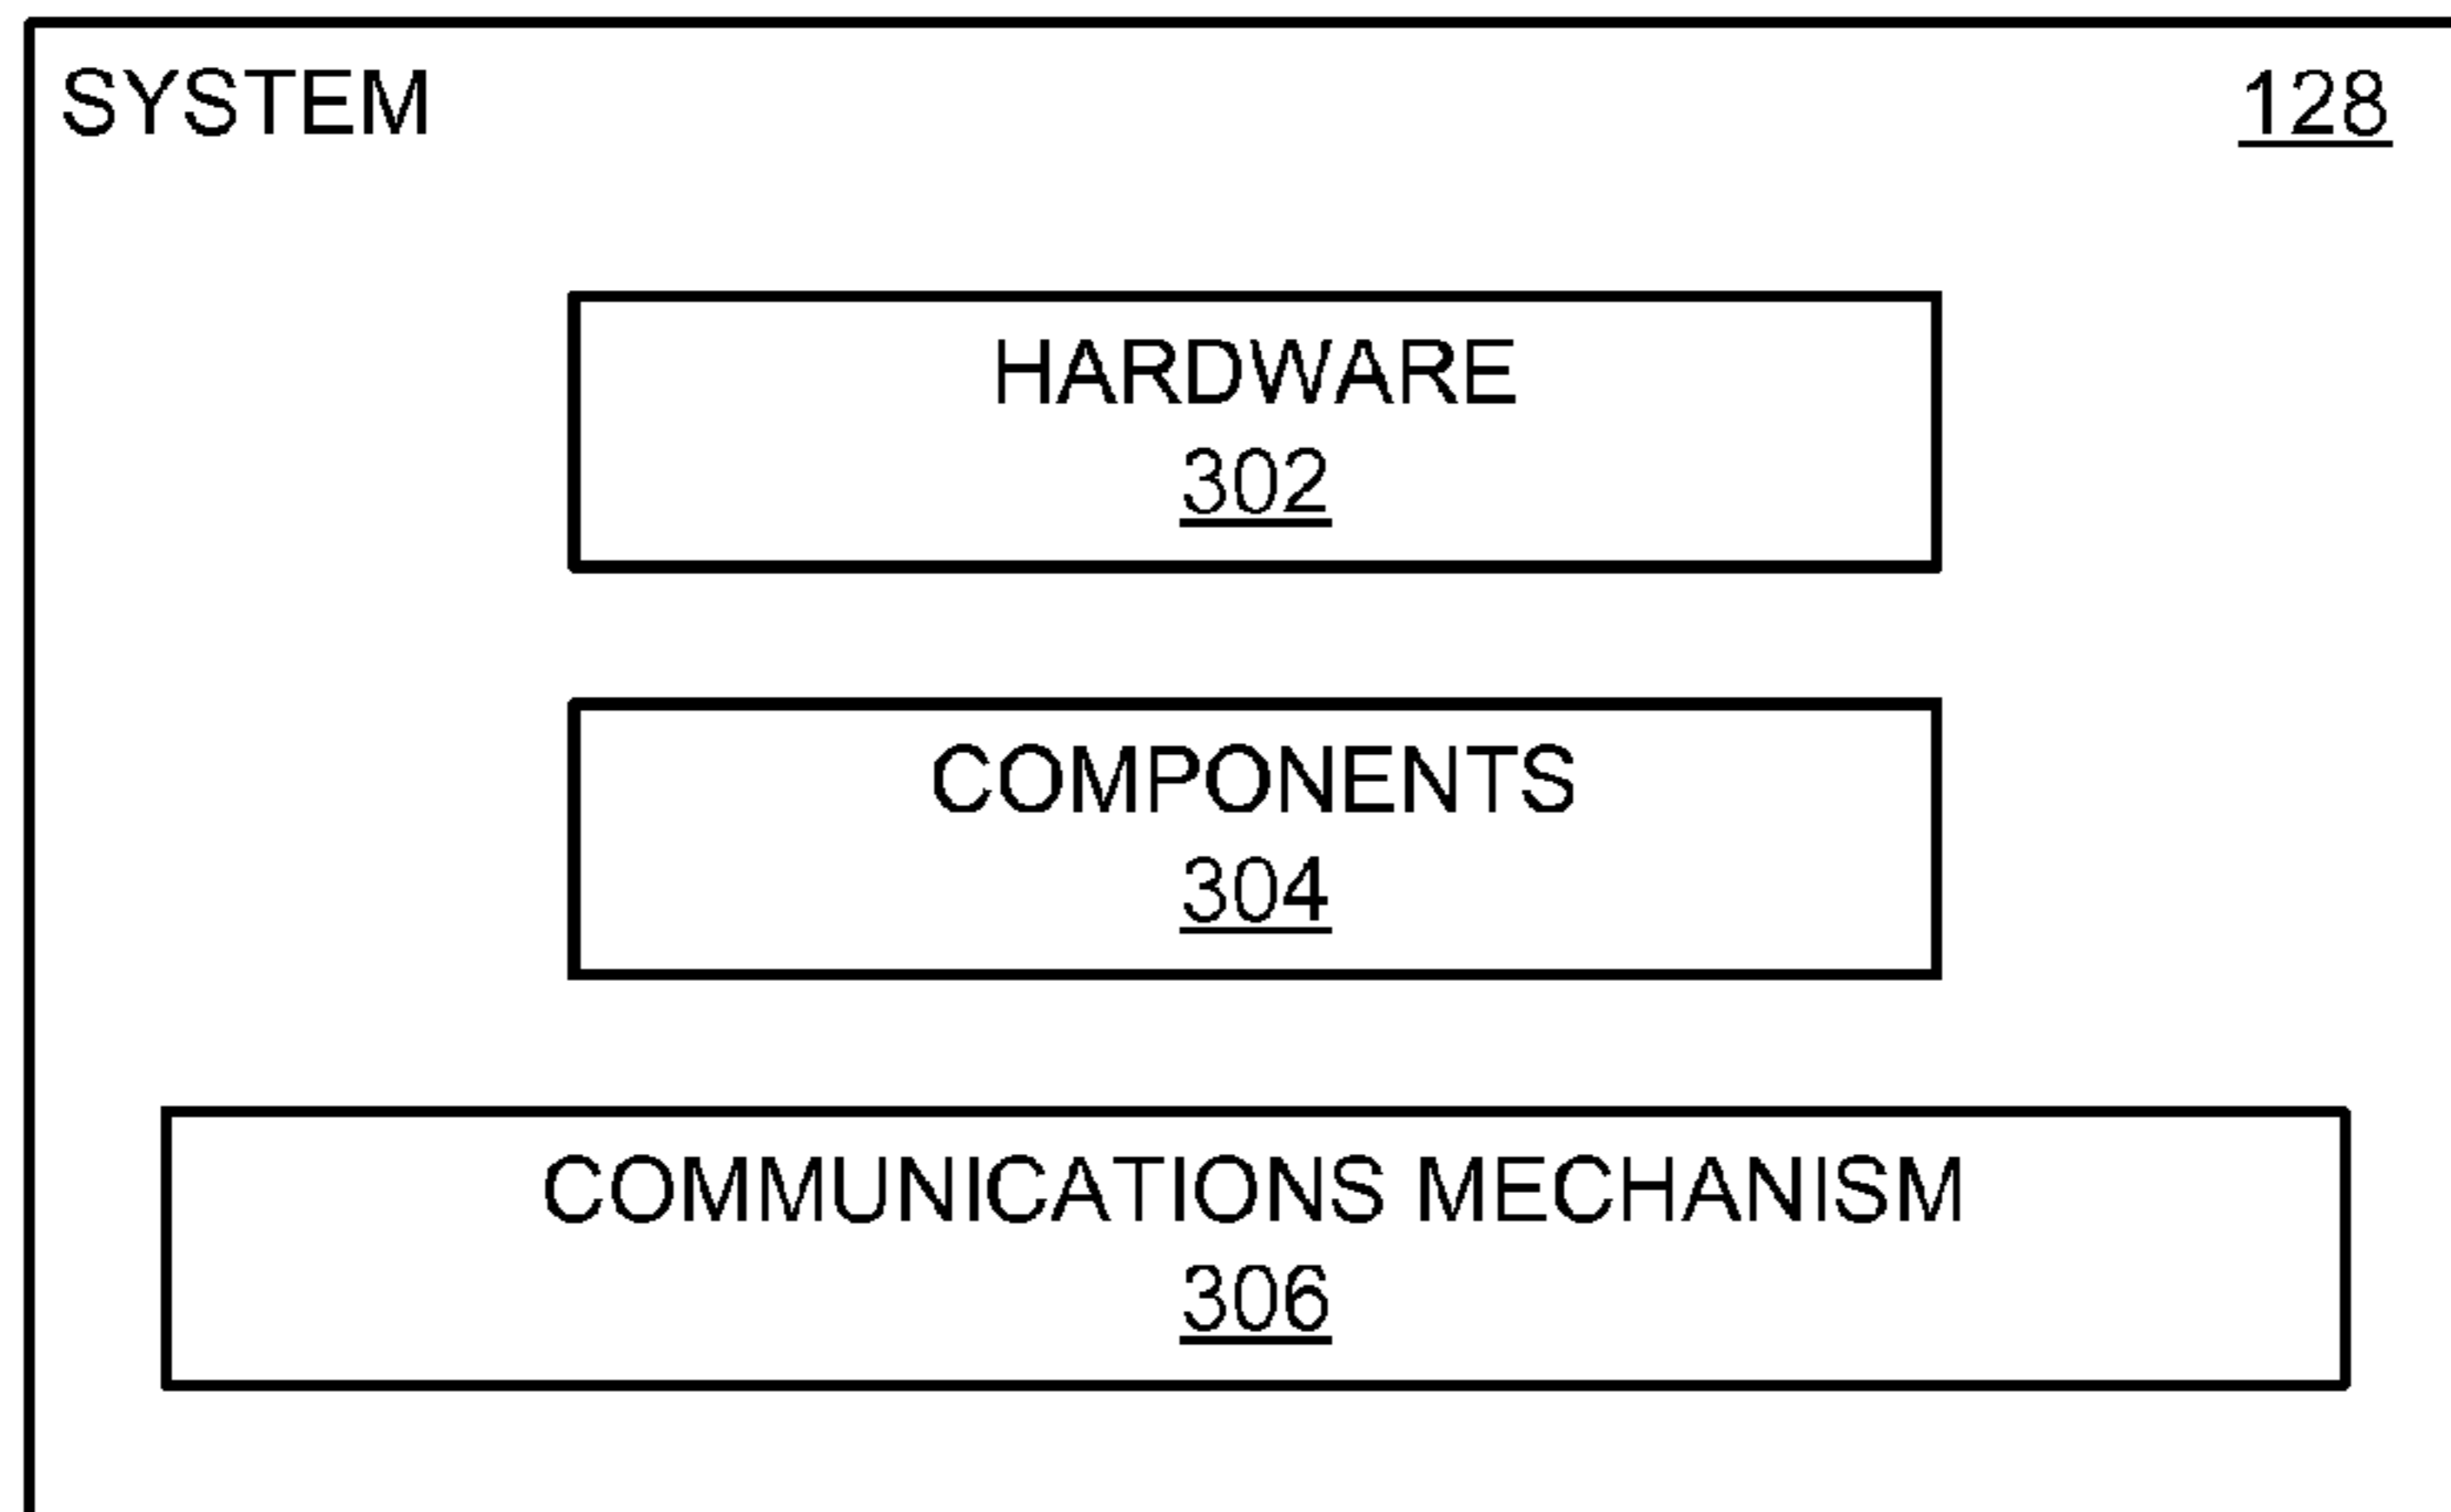 SYSTEM 128
HARDWARE
302
COMPONENTS
304
COMMUNICATIONS MECHANISM
306